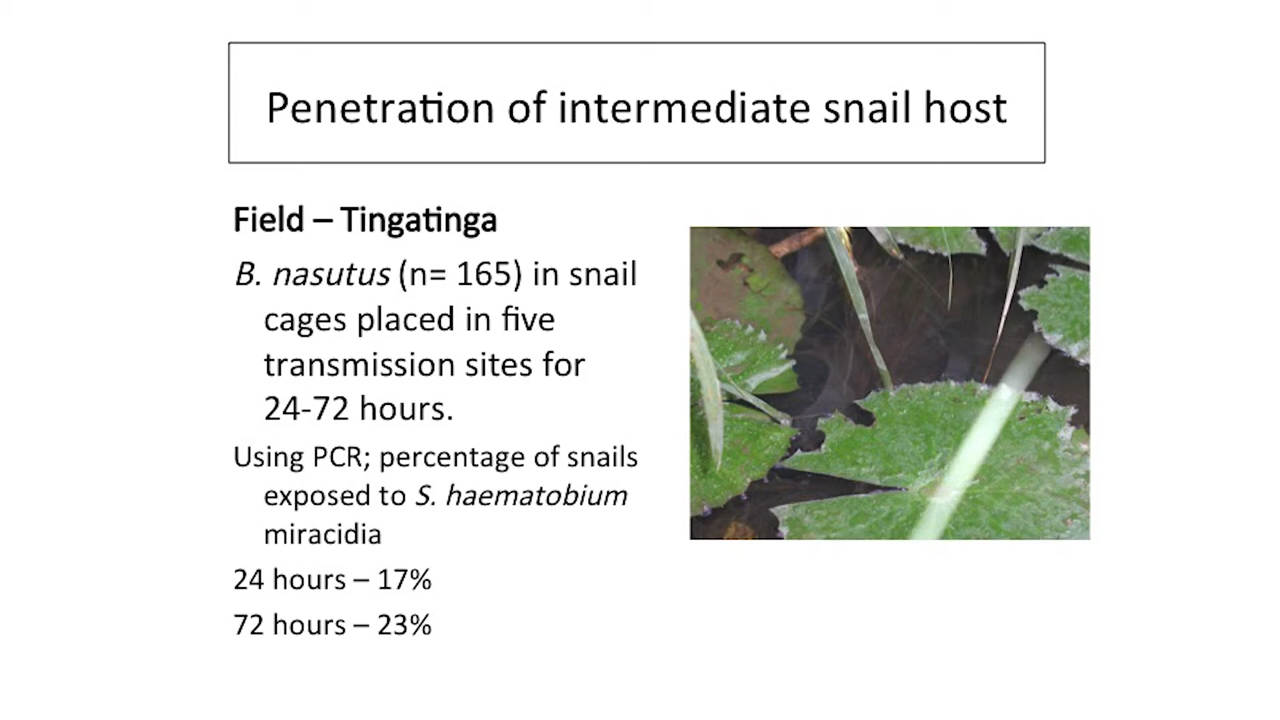 Penetration of intermediate snail host
Field – Tingatinga
B. nasutus (n= 165) in snail
cages placed in five
transmission sites for
24-72 hours.
Using PCR; percentage of snails
exposed to S. haematobium
miracidia
24 hours – 17%
72 hours – 23%